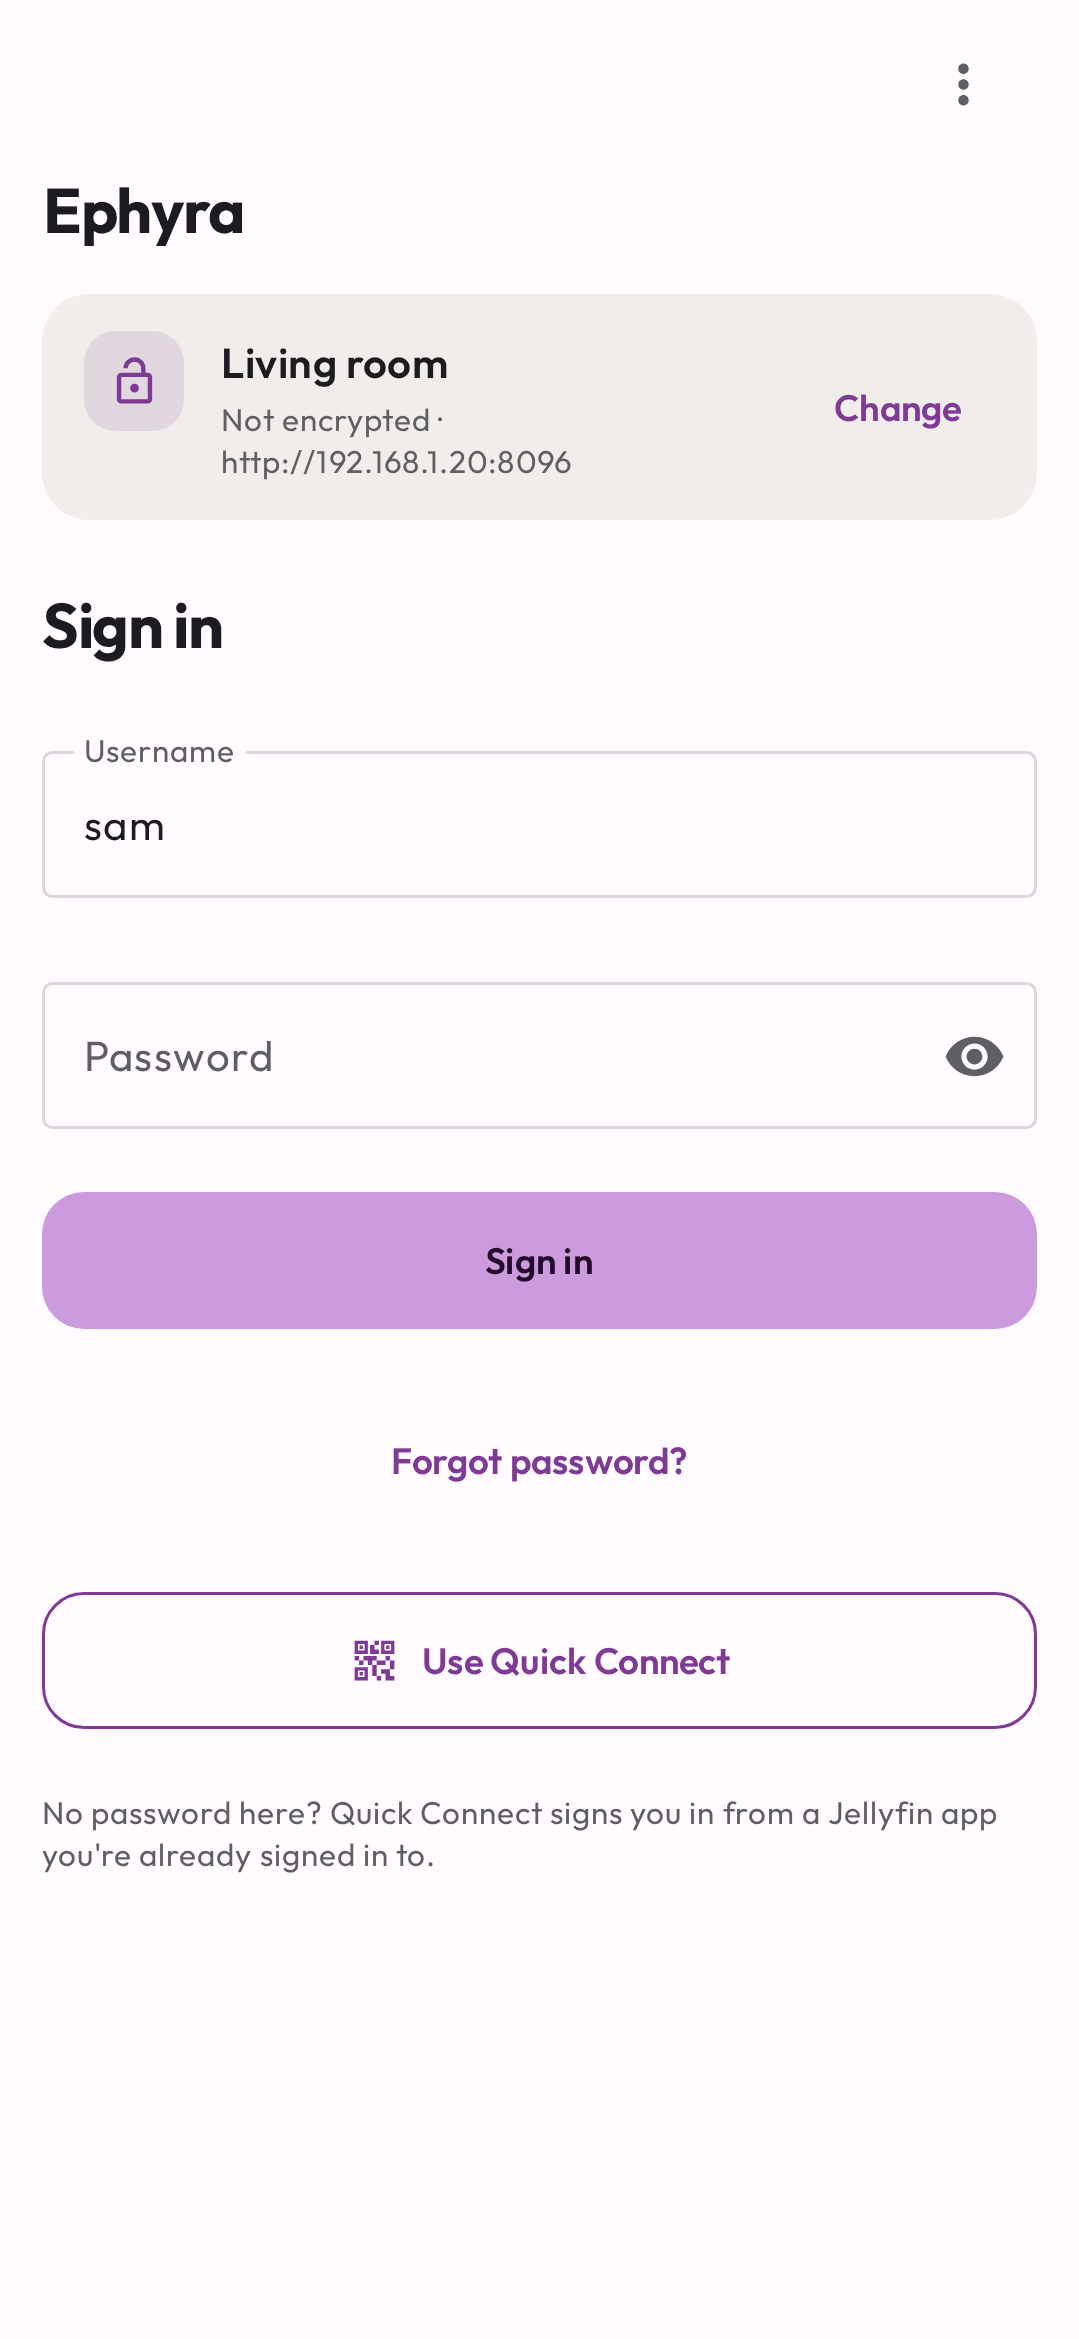 Ephyra
Living room
Not encrypted ·
http://192.168.1.20:8096
Change
Sign in
Username
sam
Password
Sign in
Forgot password?
Use Quick Connect
No password here? Quick Connect signs you in from a Jellyfin app
you're already signed in to.